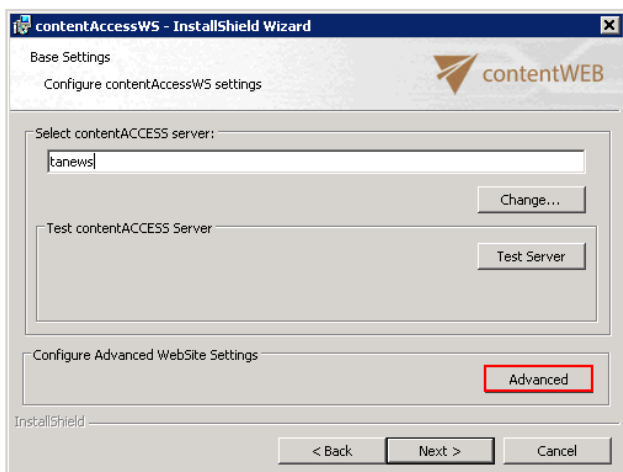 contentAccessWS - InstallShield Wizard
Base Settings
Configure contentAccessWS settings
contentWEB
Select contentACCESS server:
tanews
Change...
Test contentACCESS Server
Test Server
Configure Advanced WebSite Settings
Advanced
InstallShield
< Back
Next >
Cancel